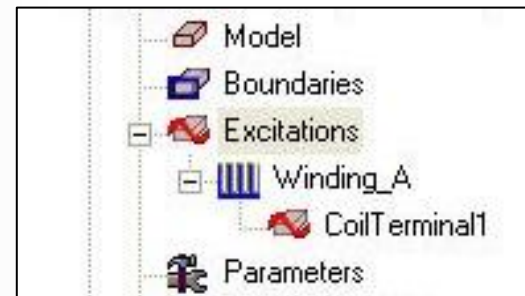 Model
Boundaries
Excitations
Winding_A
CoilTerminal1
Parameters